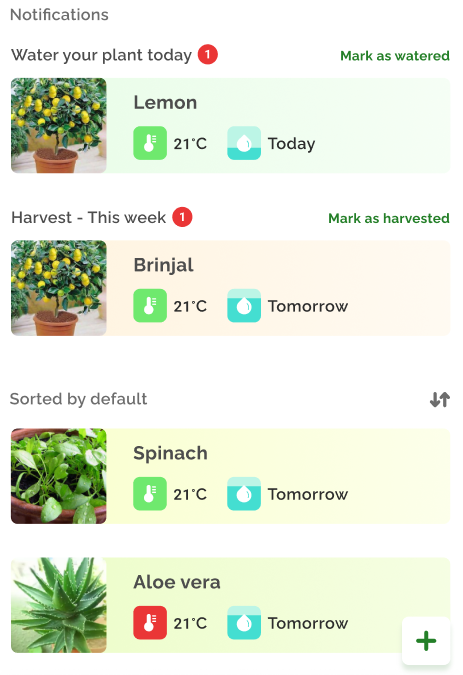 Notifications
Water your plant today 1 Mark as watered
Lemon
21°C Today
Harvest - This week 1 Mark as harvested
Brinjal
21°C Tomorrow
Sorted by default
Spinach
21°C Tomorrow
Aloe vera
21°C Tomorrow